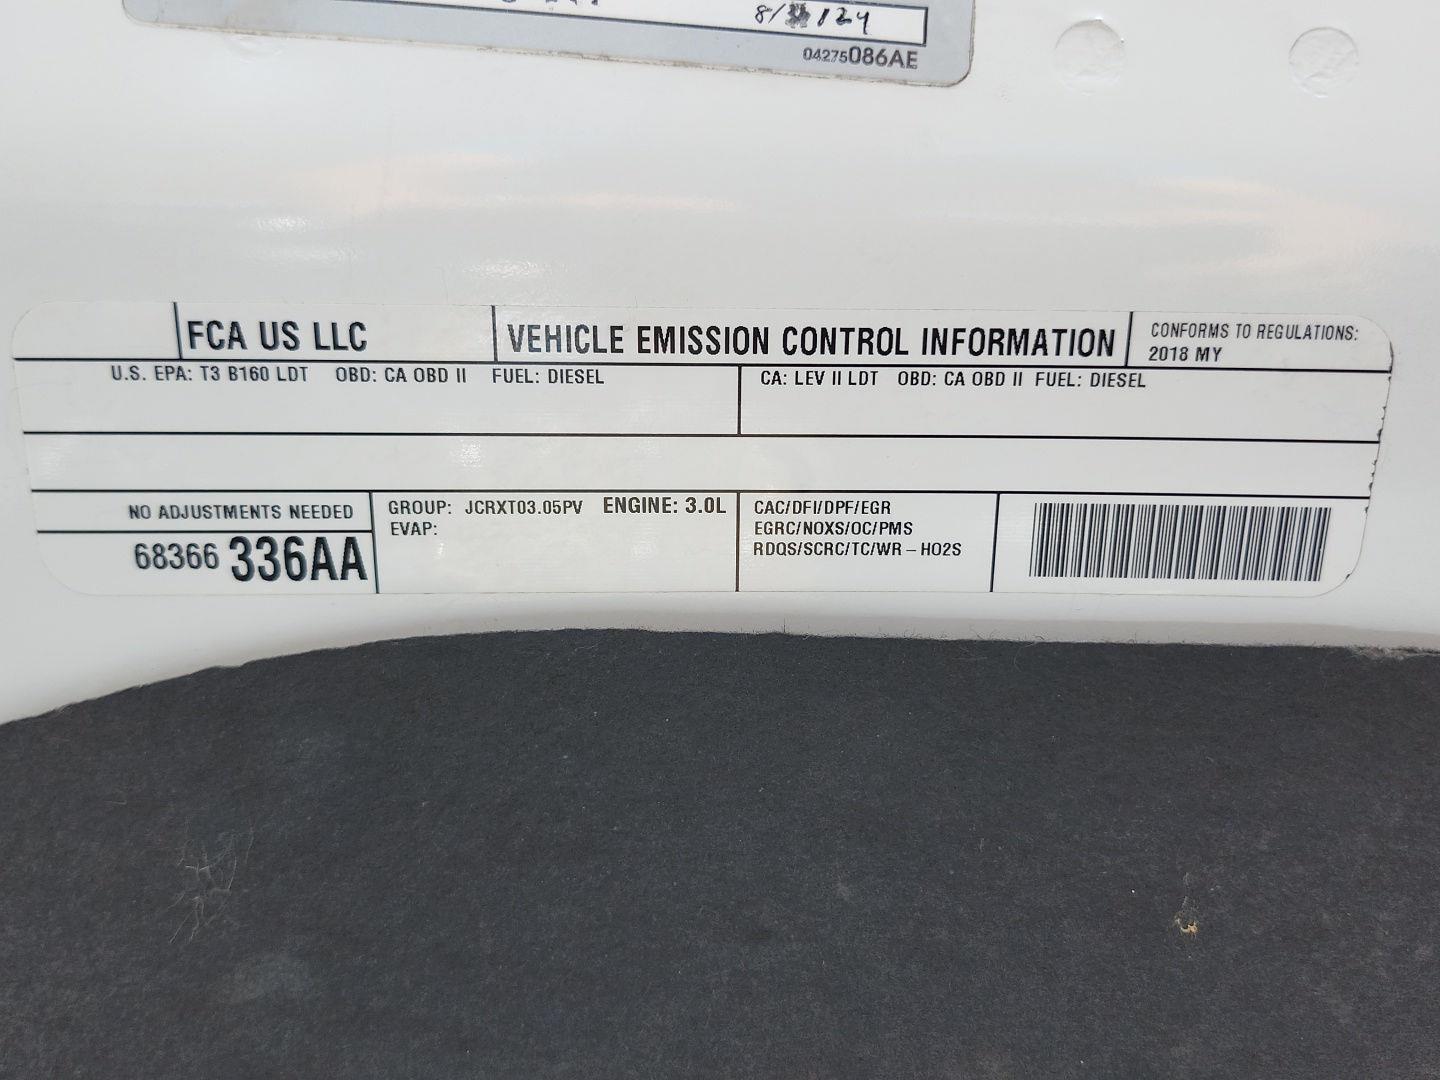 04275086AE
FCA US LLC
VEHICLE EMISSION CONTROL INFORMATION
CONFORMS TO REGULATIONS:
2018 MY
U.S. EPA: T3 B160 LDT OBD: CA OBD II FUEL: DIESEL
CA: LEV II LDT OBD: CA OBD II FUEL: DIESEL
NO ADJUSTMENTS NEEDED
68366 336AA
GROUP: JCRXT03.05PV ENGINE: 3.0L
EVAP:
CAC/DFI/DPF/EGR
EGRC/NOXS/OC/PMS
RDQS/SCRC/TC/WR – HO2S